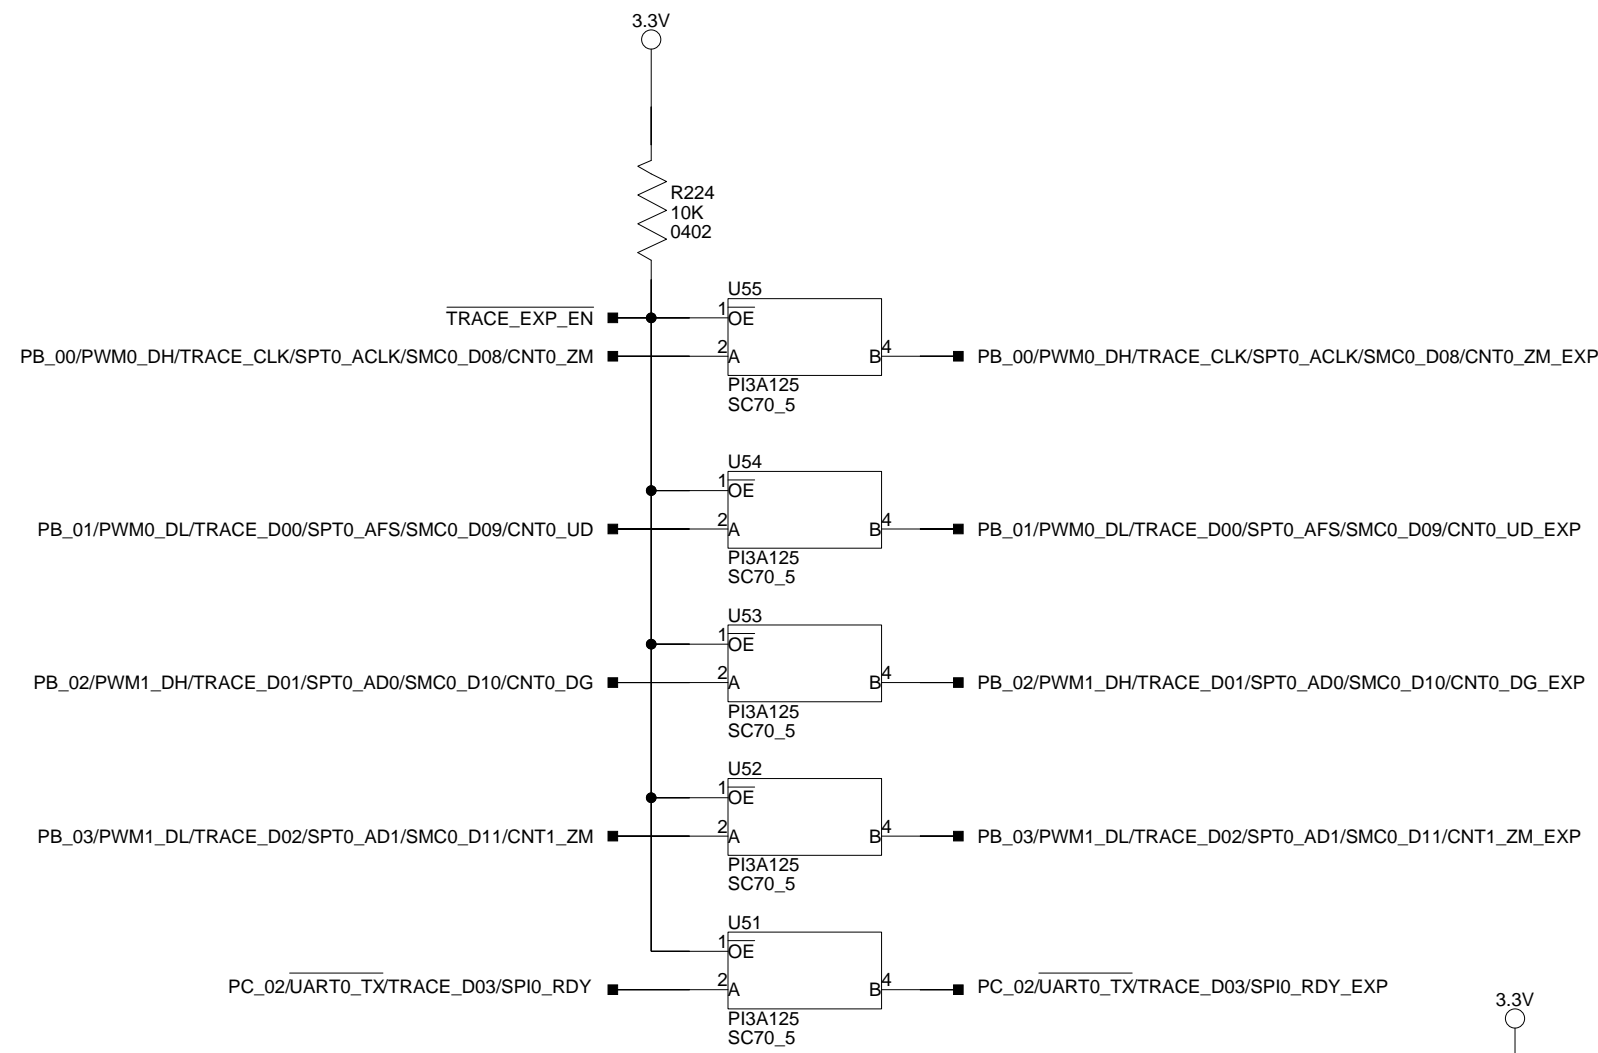 3.3V
R224
10K
0402
U55
TRACE_EXP_EN
1
OE
PB_00/PWM0_DH/TRACE_CLK/SPT0_ACLK/SMC0_D08/CNT0_ZM
2
A
B
4
PB_00/PWM0_DH/TRACE_CLK/SPT0_ACLK/SMC0_D08/CNT0_ZM_EXP
PI3A125
SC70_5
U54
1
OE
PB_01/PWM0_DL/TRACE_D00/SPT0_AFS/SMC0_D09/CNT0_UD
2
A
B
4
PB_01/PWM0_DL/TRACE_D00/SPT0_AFS/SMC0_D09/CNT0_UD_EXP
PI3A125
SC70_5
U53
1
OE
PB_02/PWM1_DH/TRACE_D01/SPT0_AD0/SMC0_D10/CNT0_DG
2
A
B
4
PB_02/PWM1_DH/TRACE_D01/SPT0_AD0/SMC0_D10/CNT0_DG_EXP
PI3A125
SC70_5
U52
1
OE
PB_03/PWM1_DL/TRACE_D02/SPT0_AD1/SMC0_D11/CNT1_ZM
2
A
B
4
PB_03/PWM1_DL/TRACE_D02/SPT0_AD1/SMC0_D11/CNT1_ZM_EXP
PI3A125
SC70_5
U51
1
OE
PC_02/UART0_TX/TRACE_D03/SPI0_RDY
2
A
B
4
PC_02/UART0_TX/TRACE_D03/SPI0_RDY_EXP
PI3A125
SC70_5
3.3V